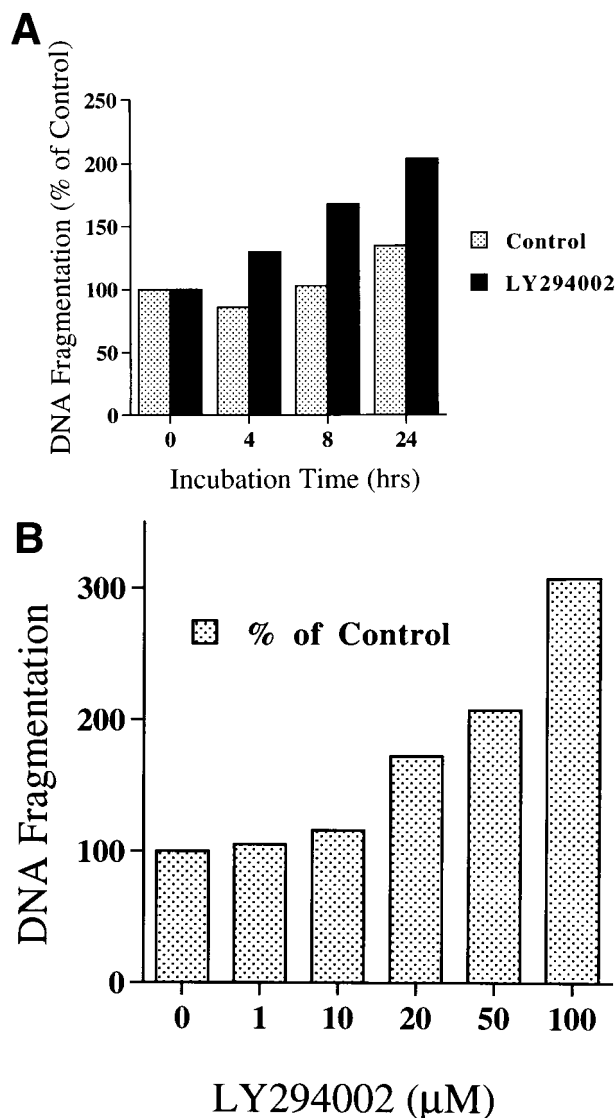 A
DNA Fragmentation (% of Control)
250
200
150
100
50
0
0 4 8 24
Incubation Time (hrs)
Control
LY294002
B
DNA Fragmentation
300
200
100
0
% of Control
0 1 10 20 50 100
LY294002 (μM)